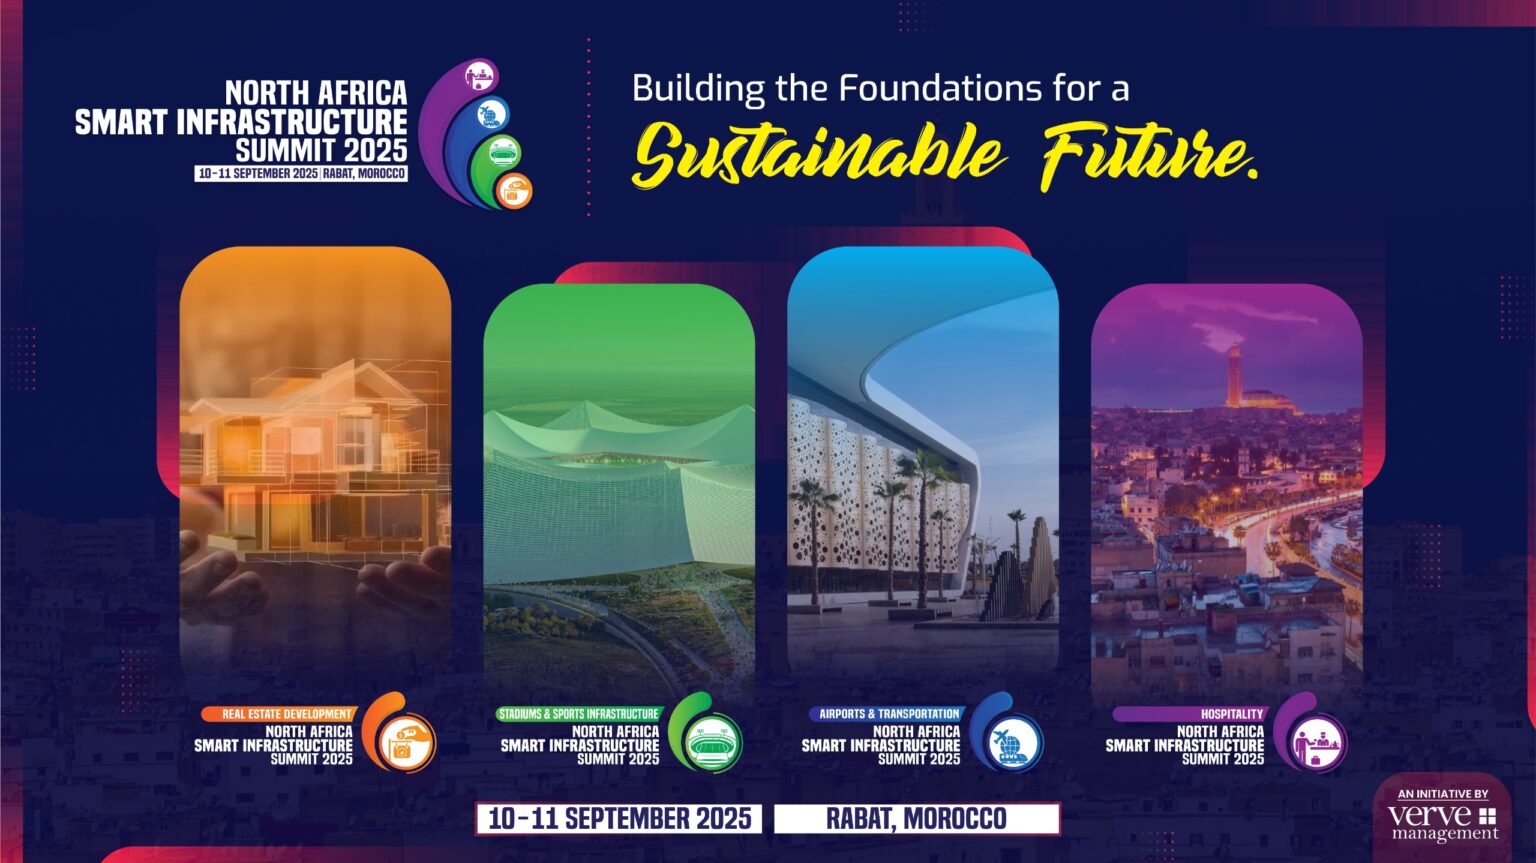 NORTH AFRICA
SMART INFRASTRUCTURE
SUMMIT 2025
10-11 SEPTEMBER 2025 | RABAT, MOROCCO
Building the Foundations for a
Sustainable Future.
REAL ESTATE DEVELOPMENT
NORTH AFRICA
SMART INFRASTRUCTURE
SUMMIT 2025
STADIUMS & SPORTS INFRASTRUCTURE
NORTH AFRICA
SMART INFRASTRUCTURE
SUMMIT 2025
AIRPORTS & TRANSPORTATION
NORTH AFRICA
SMART INFRASTRUCTURE
SUMMIT 2025
HOSPITALITY
NORTH AFRICA
SMART INFRASTRUCTURE
SUMMIT 2025
10-11 SEPTEMBER 2025
RABAT, MOROCCO
AN INITIATIVE BY
verve
management